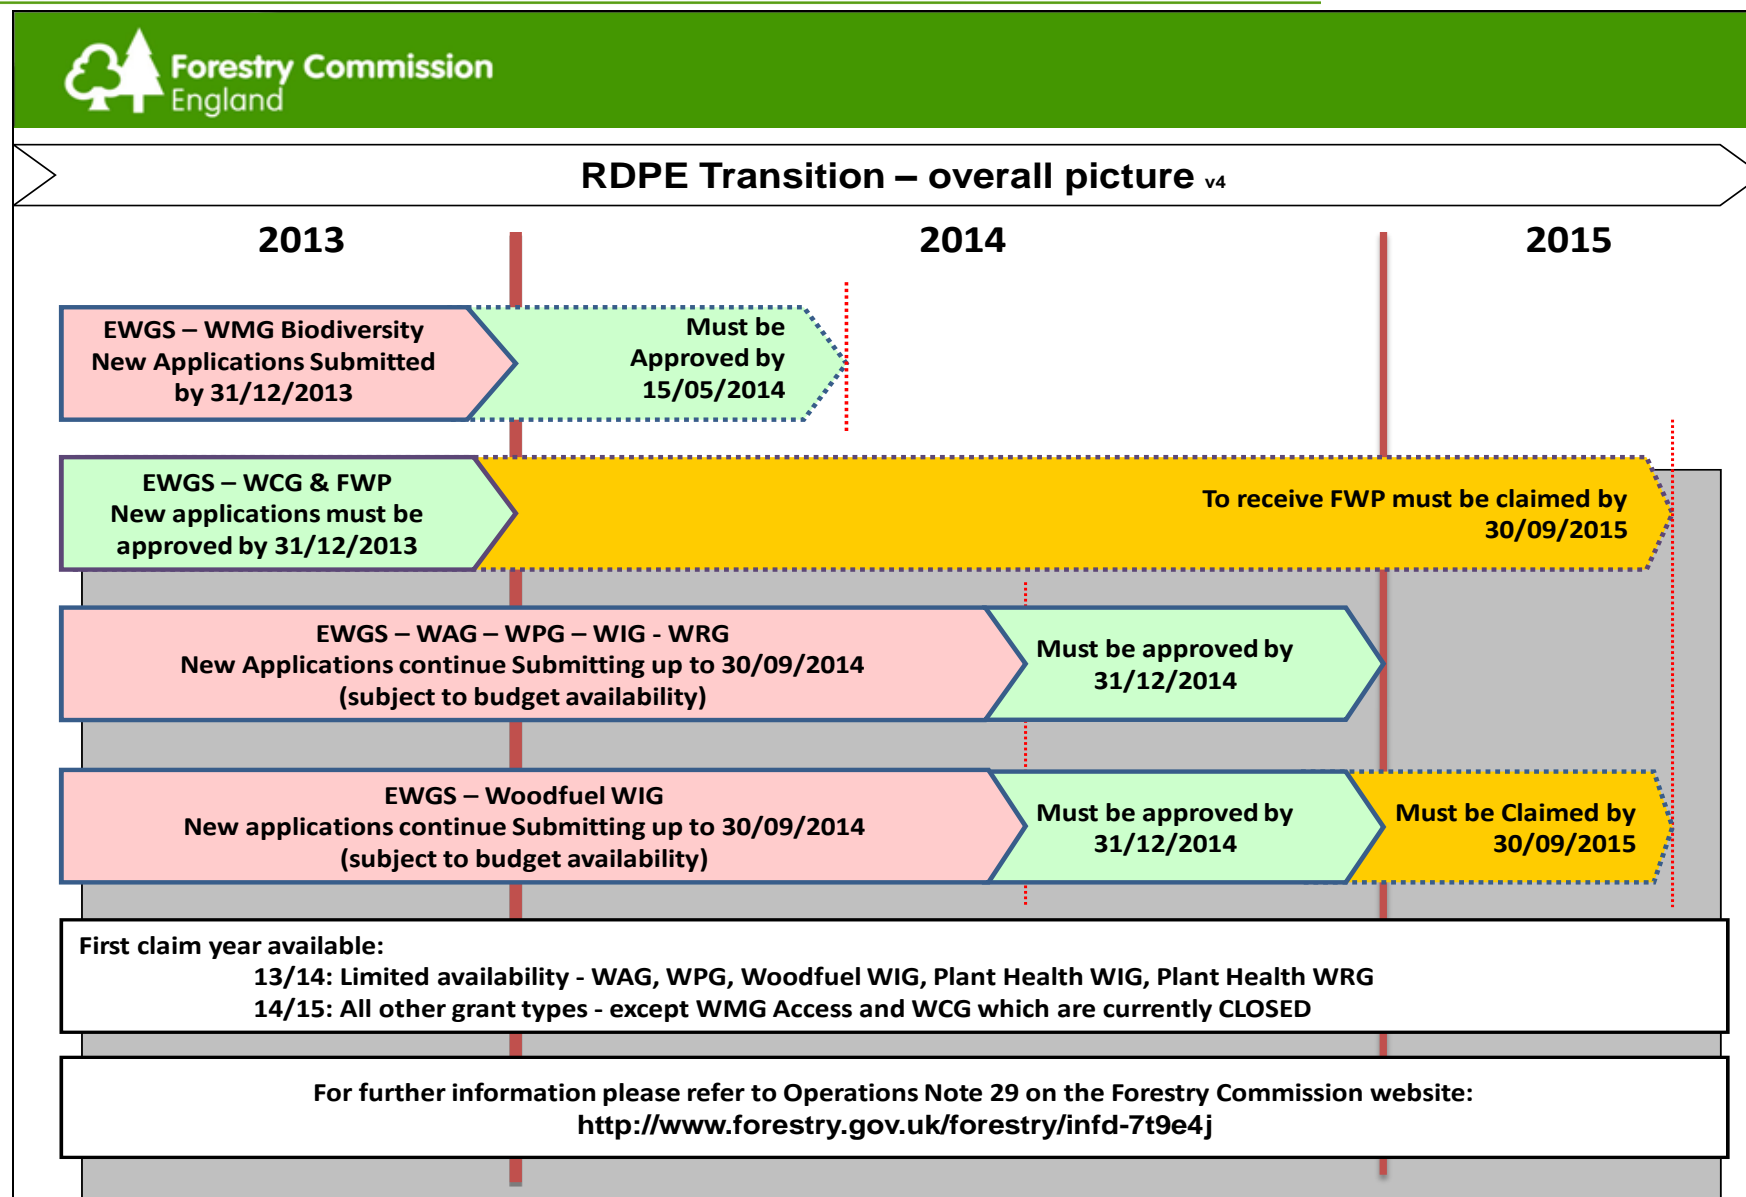 Forestry Commission
England
RDPE Transition – overall picture v4
2013
2014
2015
EWGS – WMG Biodiversity
New Applications Submitted
by 31/12/2013
Must be
Approved by
15/05/2014
EWGS – WCG & FWP
New applications must be
approved by 31/12/2013
To receive FWP must be claimed by
30/09/2015
EWGS – WAG – WPG – WIG - WRG
New Applications continue Submitting up to 30/09/2014
(subject to budget availability)
Must be approved by
31/12/2014
EWGS – Woodfuel WIG
New applications continue Submitting up to 30/09/2014
(subject to budget availability)
Must be approved by
31/12/2014
Must be Claimed by
30/09/2015
First claim year available:
13/14: Limited availability - WAG, WPG, Woodfuel WIG, Plant Health WIG, Plant Health WRG
14/15: All other grant types - except WMG Access and WCG which are currently CLOSED
For further information please refer to Operations Note 29 on the Forestry Commission website:
http://www.forestry.gov.uk/forestry/infd-7t9e4j